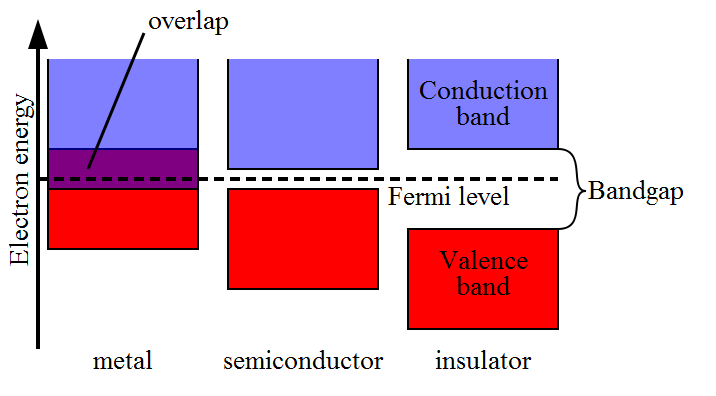 overlap
Electron energy
Conduction
band
Fermi level
Bandgap
Valence
band
metal
semiconductor
insulator